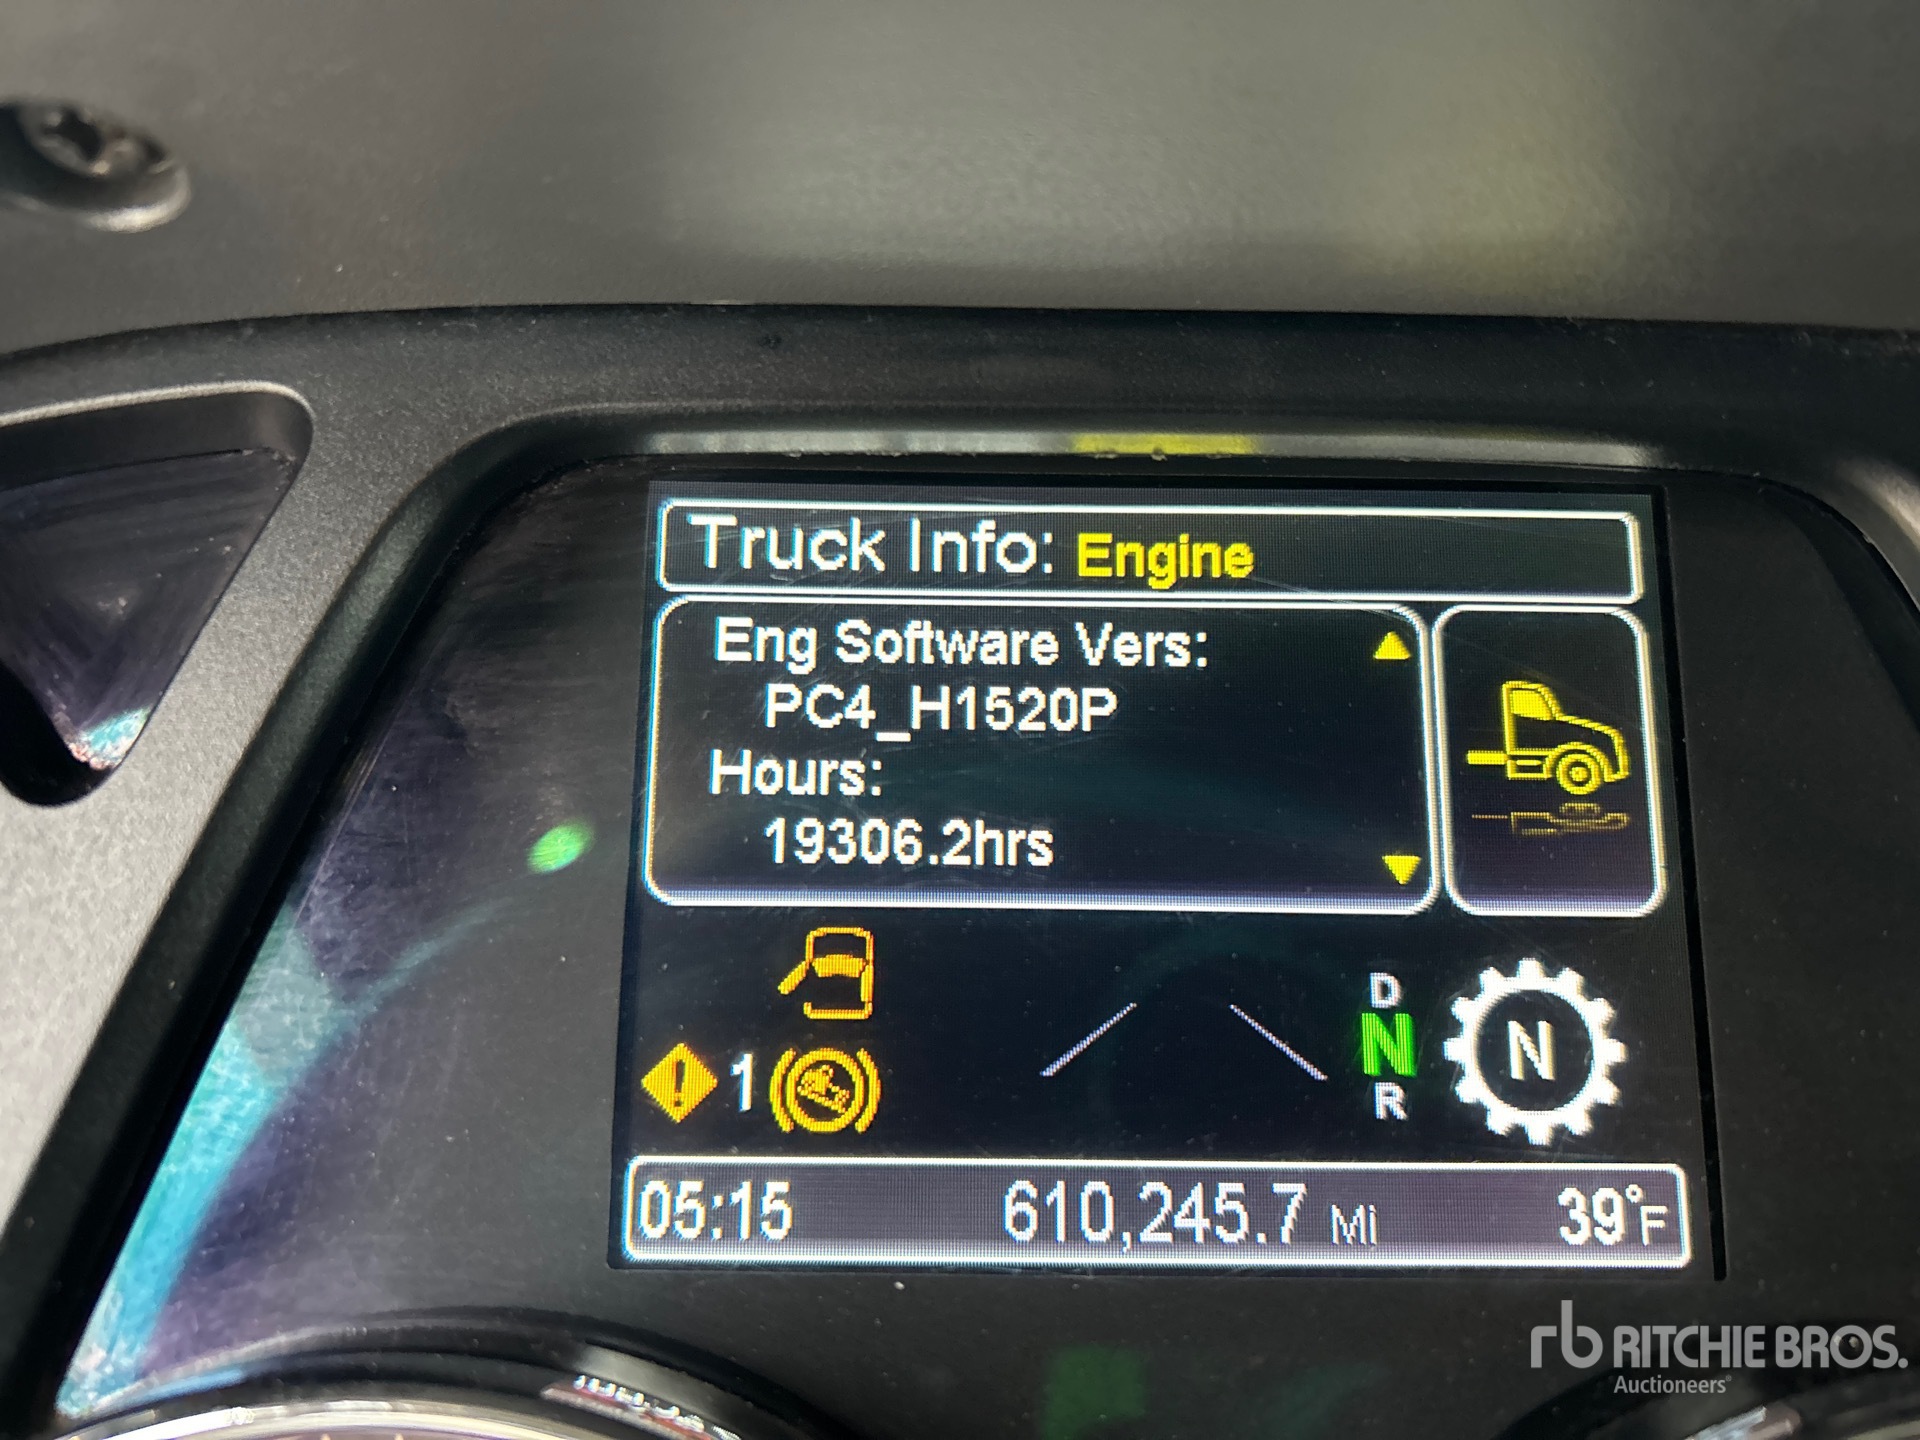 Truck Info: Engine
Eng Software Vers:
PC4_H1520P
Hours:
19306.2hrs
D
N
R
N
! 1
05:15 610,245.7 Mi 39°F
rb RITCHIE BROS.
Auctioneers®